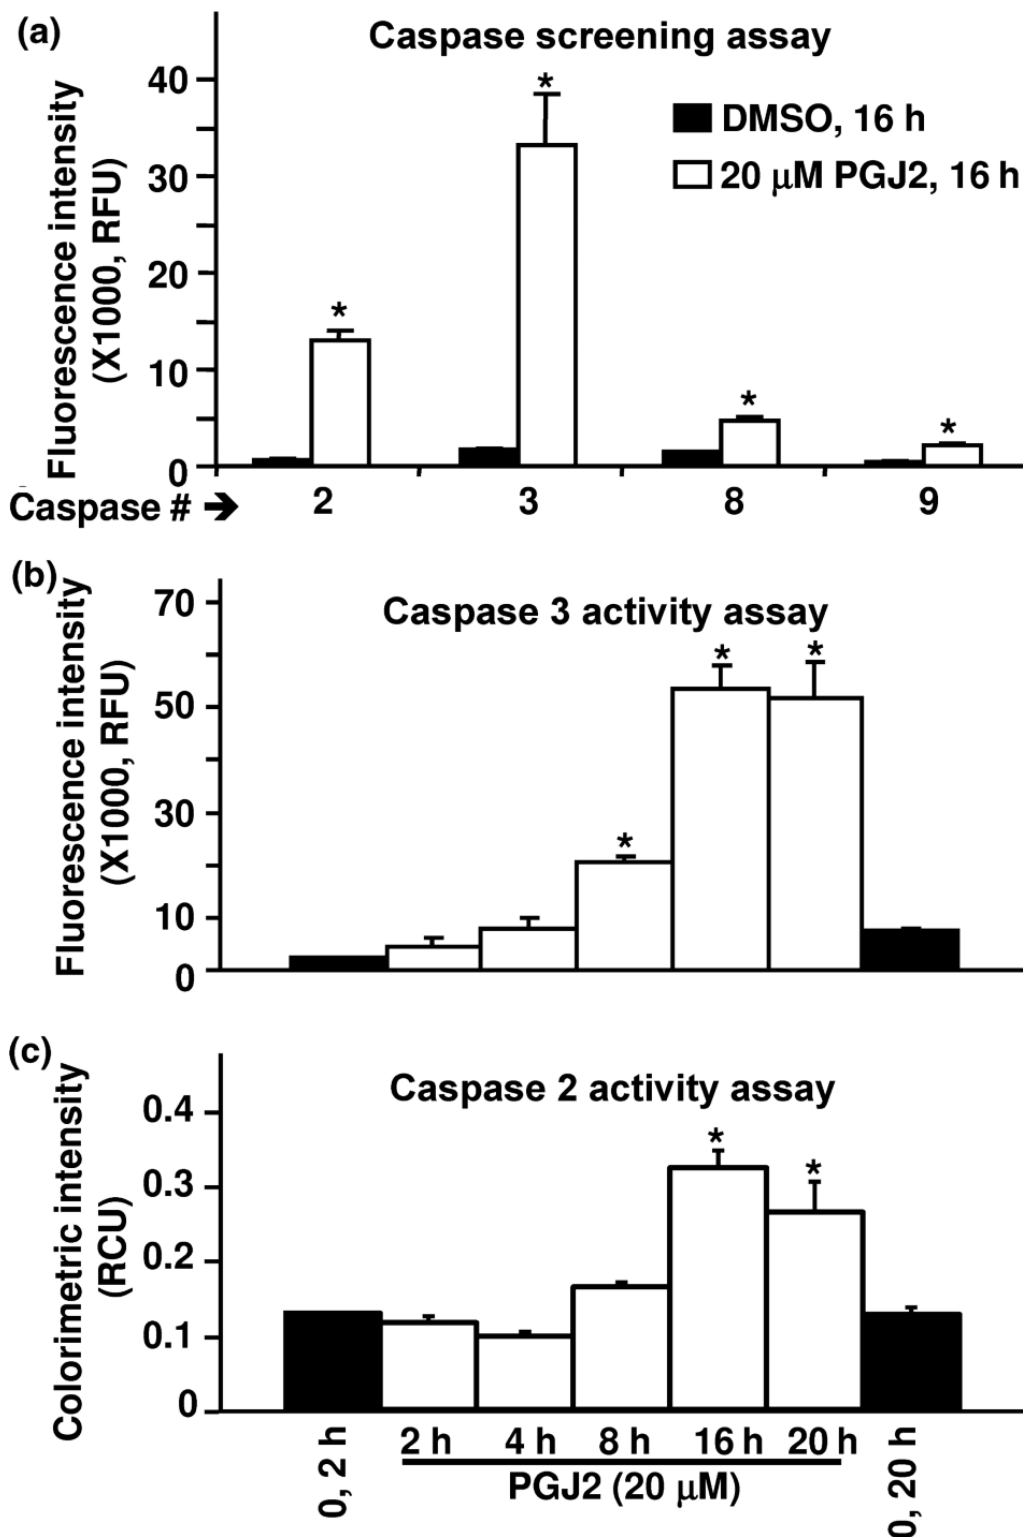 (a)
Caspase screening assay
Fluorescence intensity
(X1000, RFU)
40
30
20
10
0
*
*
*
*
DMSO, 16 h
20 μM PGJ2, 16 h
Caspase # ➔ 2 3 8 9
(b)
Caspase 3 activity assay
Fluorescence intensity
(X1000, RFU)
70
50
30
10
0
*
*
*
(c)
Caspase 2 activity assay
Colorimetric intensity
(RCU)
0.4
0.3
0.2
0.1
0
*
*
0, 2 h
2 h 4 h 8 h 16 h 20 h
0, 20 h
PGJ2 (20 μM)